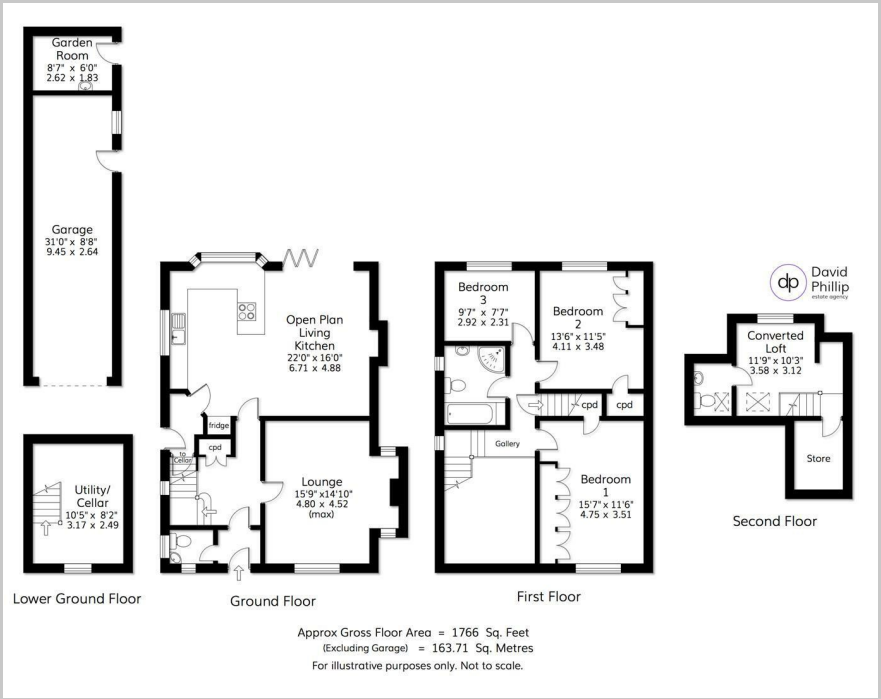 Garden
Room
8'7" x 6'0"
2.62 x 1.83
Garage
31'0" x 8'8"
9.45 x 2.64
Utility/
Cellar
10'5" x 8'2"
3.17 x 2.49
Lower Ground Floor
Open Plan
Living
Kitchen
22'0" x 16'0"
6.71 x 4.88
fridge
cpd
to
Cellar
Lounge
15'9" x14'10"
4.80 x 4.52
(max)
Ground Floor
Bedroom
3
9'7" x 7'7"
2.92 x 2.31
Bedroom
2
13'6" x 11'5"
4.11 x 3.48
cpd
cpd
Gallery
Bedroom
1
15'7" x 11'6"
4.75 x 3.51
First Floor
dp
David
Phillip
estate agency
Converted
Loft
11'9" x 10'3"
3.58 x 3.12
Store
Second Floor
Approx Gross Floor Area = 1766 Sq. Feet
(Excluding Garage) = 163.71 Sq. Metres
For illustrative purposes only. Not to scale.